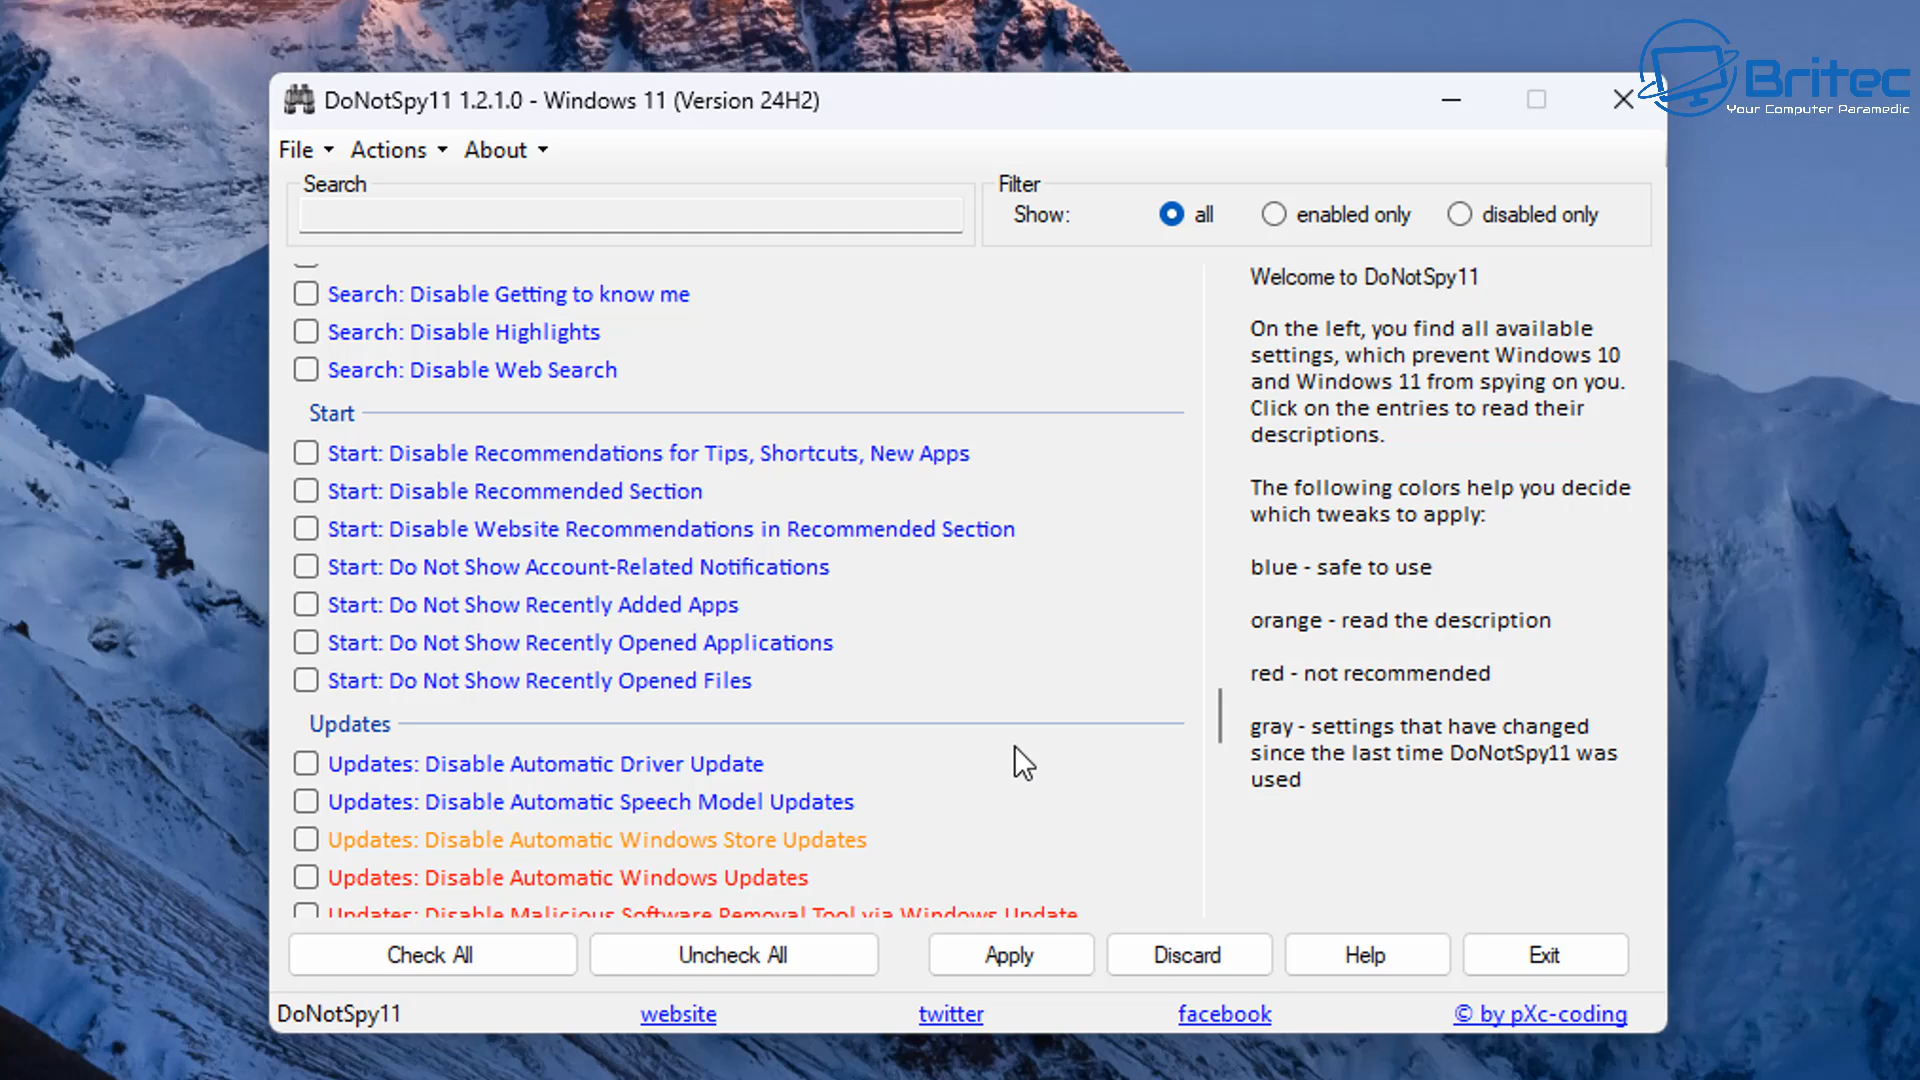 Britec
Your Computer Paramedic
DoNotSpy11 1.2.1.0 - Windows 11 (Version 24H2)
File Actions About
Search
Filter
Show: all enabled only disabled only
Search: Disable Getting to know me
Search: Disable Highlights
Search: Disable Web Search
Start
Start: Disable Recommendations for Tips, Shortcuts, New Apps
Start: Disable Recommended Section
Start: Disable Website Recommendations in Recommended Section
Start: Do Not Show Account-Related Notifications
Start: Do Not Show Recently Added Apps
Start: Do Not Show Recently Opened Applications
Start: Do Not Show Recently Opened Files
Updates
Updates: Disable Automatic Driver Update
Updates: Disable Automatic Speech Model Updates
Updates: Disable Automatic Windows Store Updates
Updates: Disable Automatic Windows Updates
Updates: Disable Malicious Software Removal Tool via Windows Update
Welcome to DoNotSpy11
On the left, you find all available
settings, which prevent Windows 10
and Windows 11 from spying on you.
Click on the entries to read their
descriptions.
The following colors help you decide
which tweaks to apply:
blue - safe to use
orange - read the description
red - not recommended
gray - settings that have changed
since the last time DoNotSpy11 was
used
Check All Uncheck All Apply Discard Help Exit
DoNotSpy11 website twitter facebook © by pXc-coding